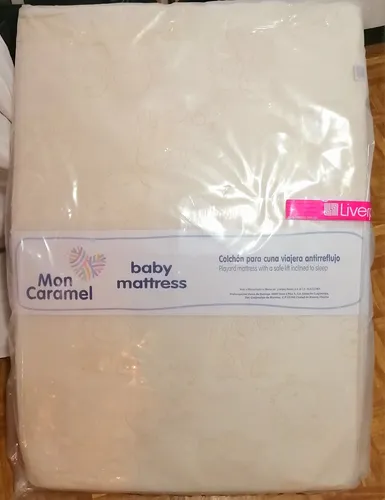 Liverp
Mon
Caramel
baby
mattress
Colchón para cuna viajera antirreflujo
Playard mattress with a safe lift inclined to sleep